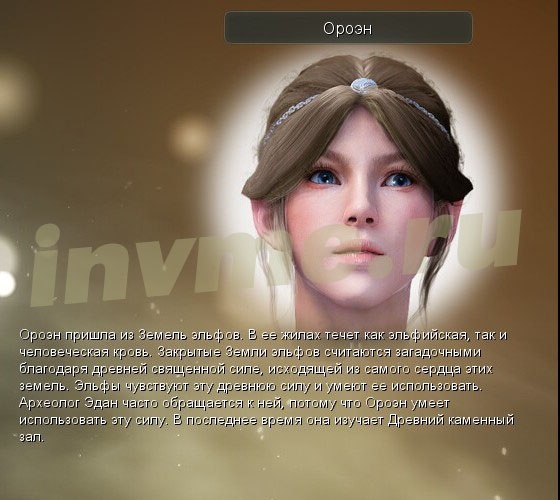 Ороэн
invme.ru
Ороэн пришла из Земель эльфов. В ее жилах течет как эльфийская, так и
человеческая кровь. Закрытые Земли эльфов считаются загадочными
благодаря древней священной силе, исходящей из самого сердца этих
земель. Эльфы чувствуют эту древнюю силу и умеют ее использовать.
Археолог Эдан часто обращается к ней, потому что Ороэн умеет
использовать эту силу. В последнее время она изучает Древний каменный
зал.